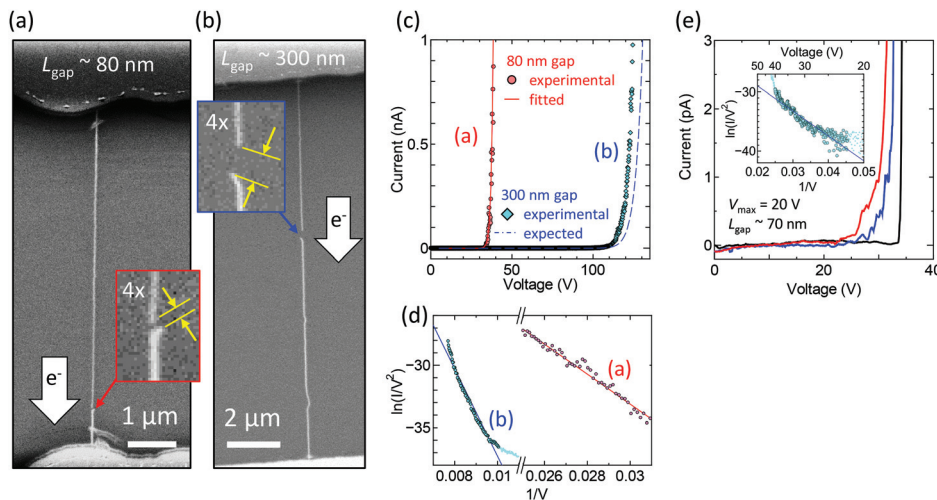 (a)
L_gap ~ 80 nm
4x
e-
1 μm
(b)
L_gap ~ 300 nm
4x
e-
2 μm
(c)
Current (nA)
1
0.5
0
0
50
100
Voltage (V)
80 nm gap
experimental
fitted
(a)
(b)
300 nm gap
experimental
expected
(d)
ln(I/V²)
-30
-35
0.008
0.01
0.026
0.028
0.03
1/V
(a)
(b)
(e)
Current (pA)
3
2
1
0
0
20
40
Voltage (V)
Voltage (V)
50
40
30
20
ln(I/V²)
-30
-40
0.02
0.03
0.04
0.05
1/V
V_max = 20 V
L_gap ~ 70 nm